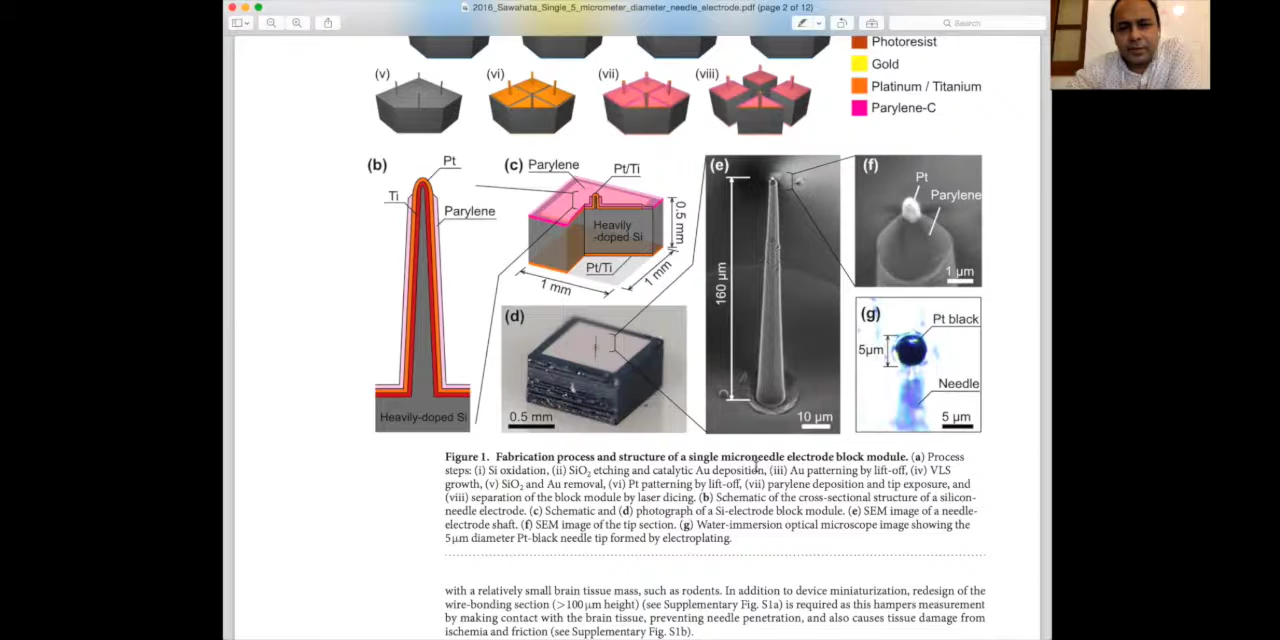 2016_Sawahata_Single_5_micrometer_diameter_needle_electrode.pdf (page 2 of 12)
Search
Photoresist
Gold
Platinum / Titanium
Parylene-C
(v) (vi) (vii) (viii)
(b)
Pt
Ti
Parylene
Heavily-doped Si
(c) Parylene
Pt/Ti
Heavily
-doped Si
0.5 mm
Pt/Ti
1 mm
1 mm
(d)
0.5 mm
(e)
160 μm
10 μm
(f)
Pt
Parylene
1 μm
(g)
Pt black
5μm
Needle
5 μm
Figure 1. Fabrication process and structure of a single microneedle electrode block module. (a) Process
steps: (i) Si oxidation, (ii) SiO₂ etching and catalytic Au deposition, (iii) Au patterning by lift-off, (iv) VLS
growth, (v) SiO₂ and Au removal, (vi) Pt patterning by lift-off, (vii) parylene deposition and tip exposure, and
(viii) separation of the block module by laser dicing. (b) Schematic of the cross-sectional structure of a silicon-
needle electrode. (c) Schematic and (d) photograph of a Si-electrode block module. (e) SEM image of a needle-
electrode shaft. (f) SEM image of the tip section. (g) Water-immersion optical microscope image showing the
5μm diameter Pt-black needle tip formed by electroplating.
with a relatively small brain tissue mass, such as rodents. In addition to device miniaturization, redesign of the
wire-bonding section (>100μm height) (see Supplementary Fig. S1a) is required as this hampers measurement
by making contact with the brain tissue, preventing needle penetration, and also causes tissue damage from
ischemia and friction (see Supplementary Fig. S1b).